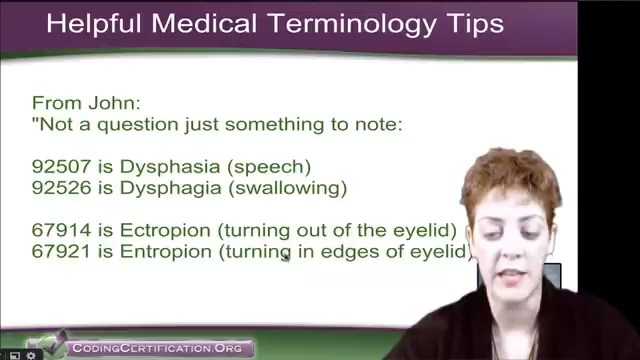 Helpful Medical Terminology Tips
From John:
"Not a question just something to note:
92507 is Dysphasia (speech)
92526 is Dysphagia (swallowing)
67914 is Ectropion (turning out of the eyelid)
67921 is Entropion (turning in edges of eyelid)
CODINGCERTIFICATION.ORG